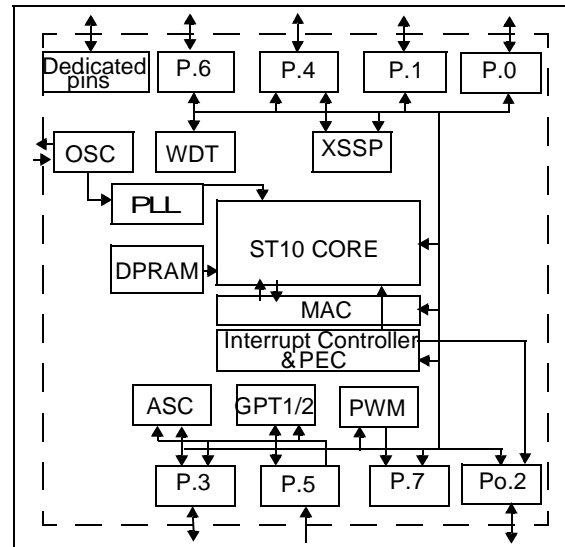 Dedicated
pins
P.6
P.4
P.1
P.0
OSC
WDT
XSSP
PLL
ST10 CORE
DPRAM
MAC
Interrupt Controller
& PEC
ASC
GPT1/2
PWM
P.3
P.5
P.7
Po.2